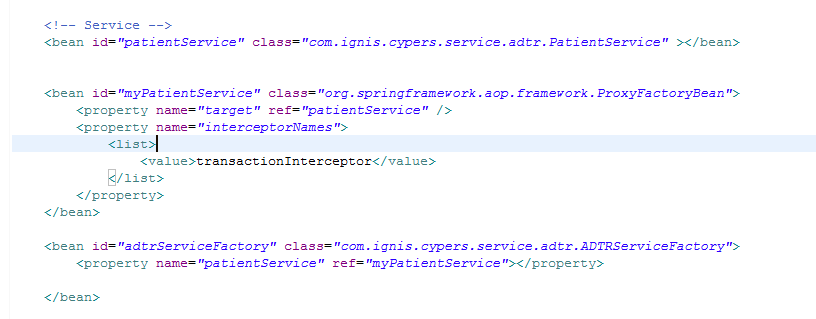 <!-- Service -->
<bean id="patientService" class="com.ignis.cypers.service.adtr.PatientService" ></bean>
<bean id="myPatientService" class="org.springframework.aop.framework.ProxyFactoryBean">
<property name="target" ref="patientService" />
<property name="interceptorNames">
<list>
<value>transactionInterceptor</value>
</list>
</property>
</bean>
<bean id="adtrServiceFactory" class="com.ignis.cypers.service.adtr.ADTRServiceFactory">
<property name="patientService" ref="myPatientService"></property>
</bean>